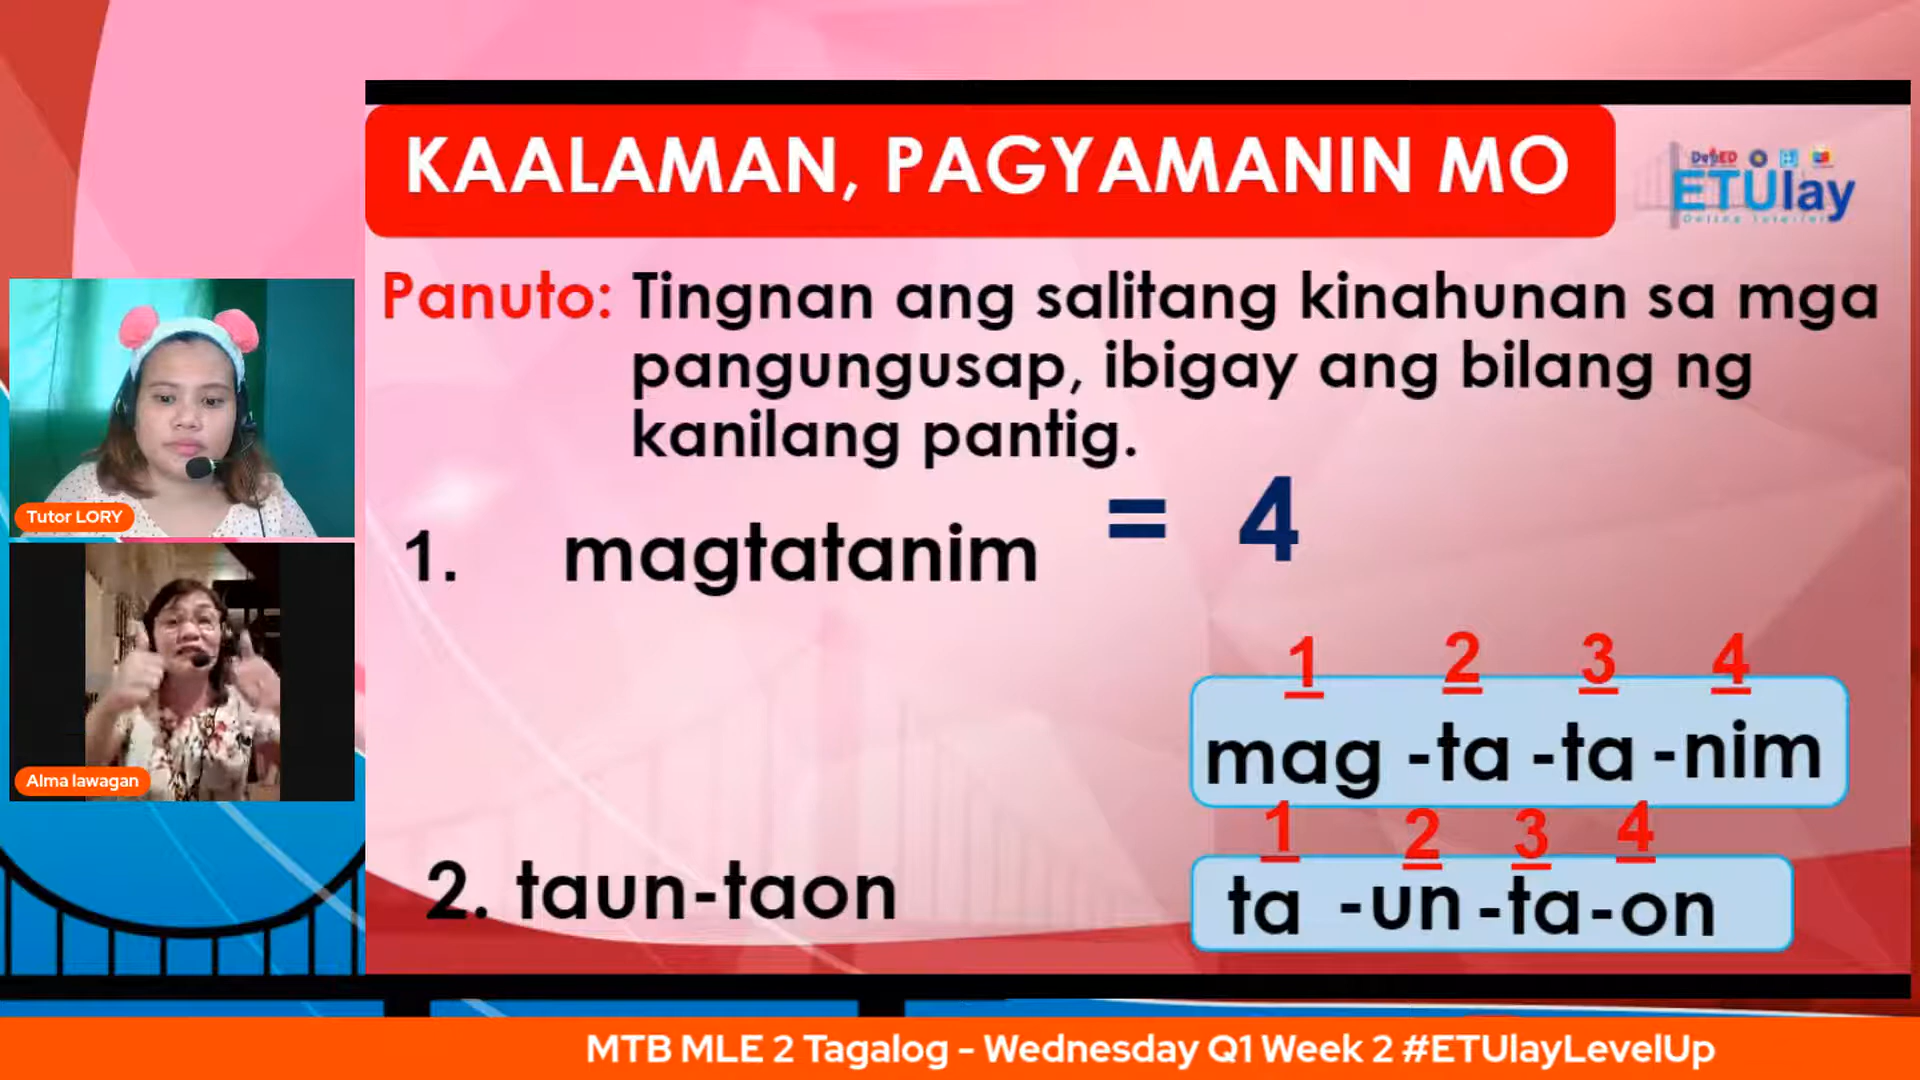 KAALAMAN, PAGYAMANIN MO
DepED
ETUlay
Panuto: Tingnan ang salitang kinahunan sa mga
pangungusap, ibigay ang bilang ng
kanilang pantig.
1. magtatanim = 4
1 2 3 4
mag -ta -ta -nim
1 2 3 4
2. taun-taon
ta -un -ta-on
Tutor LORY
Alma lawagan
MTB MLE 2 Tagalog - Wednesday Q1 Week 2 #ETUlayLevelUp